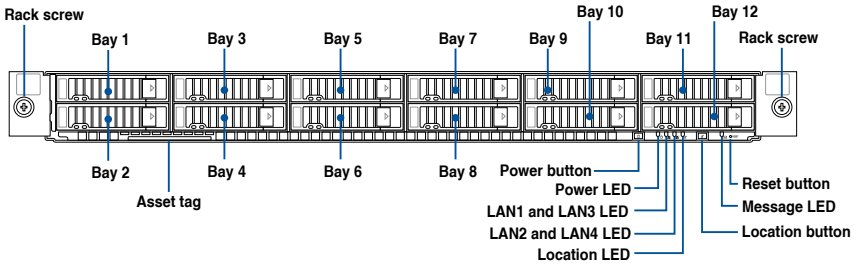 Bay 10
Bay 12
Rack screw
Bay 1
Bay 3
Bay 5
Bay 7
Bay 9
Bay 11
Rack screw
Bay 2
Bay 4
Bay 6
Bay 8
Power button
Power LED
Reset button
Asset tag
LAN1 and LAN3 LED
Message LED
LAN2 and LAN4 LED
Location button
Location LED